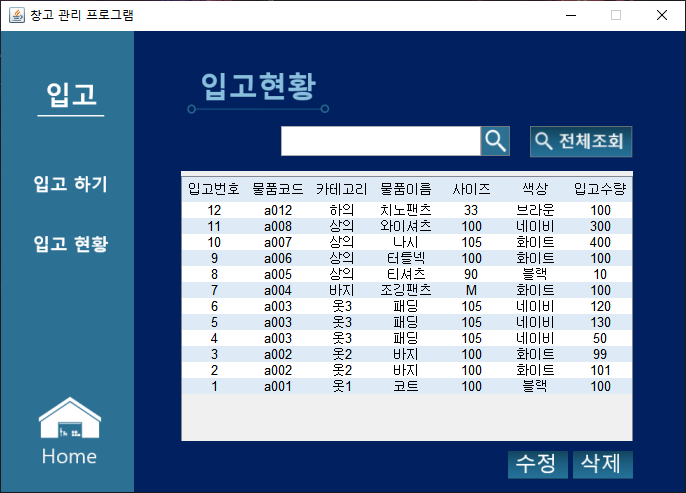 창고 관리 프로그램
입고
입고 하기
입고 현황
Home
입고현황
전체조회
입고번호 물품코드 카테고리 물품이름 사이즈 색상 입고수량
12 a012 하의 치노팬츠 33 브라운 100
11 a008 상의 와이셔츠 100 네이비 300
10 a007 상의 나시 105 화이트 400
9 a006 상의 터틀넥 100 화이트 100
8 a005 상의 티셔츠 90 블랙 10
7 a004 바지 조깅팬츠 M 화이트 100
6 a003 옷3 패딩 105 네이비 120
5 a003 옷3 패딩 105 네이비 130
4 a003 옷3 패딩 105 네이비 50
3 a002 옷2 바지 100 화이트 99
2 a002 옷2 바지 100 화이트 101
1 a001 옷1 코트 100 블랙 100
수정 삭제